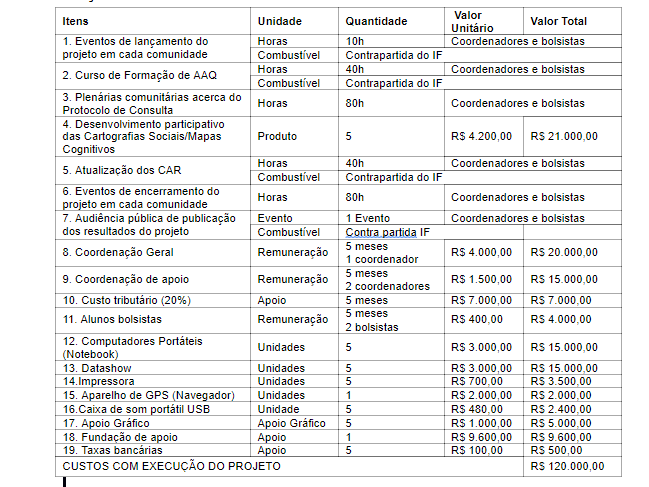 Itens Unidade Quantidade Valor Unitário Valor Total
1. Eventos de lançamento do Horas 10h Coordenadores e bolsistas
projeto em cada comunidade Combustível Contrapartida do IF
2. Curso de Formação de AAQ Horas 40h Coordenadores e bolsistas
Combustível Contrapartida do IF
3. Plenárias comunitárias acerca do
Protocolo de Consulta Horas 80h Coordenadores e bolsistas
4. Desenvolvimento participativo
das Cartografias Sociais/Mapas Produto 5 R$ 4.200,00 R$ 21.000,00
Cognitivos
5. Atualização dos CAR Horas 40h Coordenadores e bolsistas
Combustível Contrapartida do IF
6. Eventos de encerramento do
projeto em cada comunidade Horas 80h Coordenadores e bolsistas
7. Audiência pública de publicação Evento 1 Evento Coordenadores e bolsistas
dos resultados do projeto Combustível Contra partida IF
8. Coordenação Geral Remuneração 5 meses R$ 4.000,00 R$ 20.000,00
1 coordenador
9. Coordenação de apoio Remuneração 5 meses R$ 1.500,00 R$ 15.000,00
2 coordenadores
10. Custo tributário (20%) Apoio 5 meses R$ 7.000,00 R$ 7.000,00
11. Alunos bolsistas Remuneração 5 meses R$ 400,00 R$ 4.000,00
2 bolsistas
12. Computadores Portáteis
(Notebook) Unidades 5 R$ 3.000,00 R$ 15.000,00
13. Datashow Unidades 5 R$ 3.000,00 R$ 15.000,00
14.Impressora Unidades 5 R$ 700,00 R$ 3.500,00
15. Aparelho de GPS (Navegador) Unidades 1 R$ 2.000,00 R$ 2.000,00
16.Caixa de som portátil USB Unidade 5 R$ 480,00 R$ 2.400,00
17. Apoio Gráfico Apoio Gráfico 5 R$ 1.000,00 R$ 5.000,00
18. Fundação de apoio Apoio 1 R$ 9.600,00 R$ 9.600,00
19. Taxas bancárias Apoio 5 R$ 100,00 R$ 500,00
CUSTOS COM EXECUÇÃO DO PROJETO R$ 120.000,00